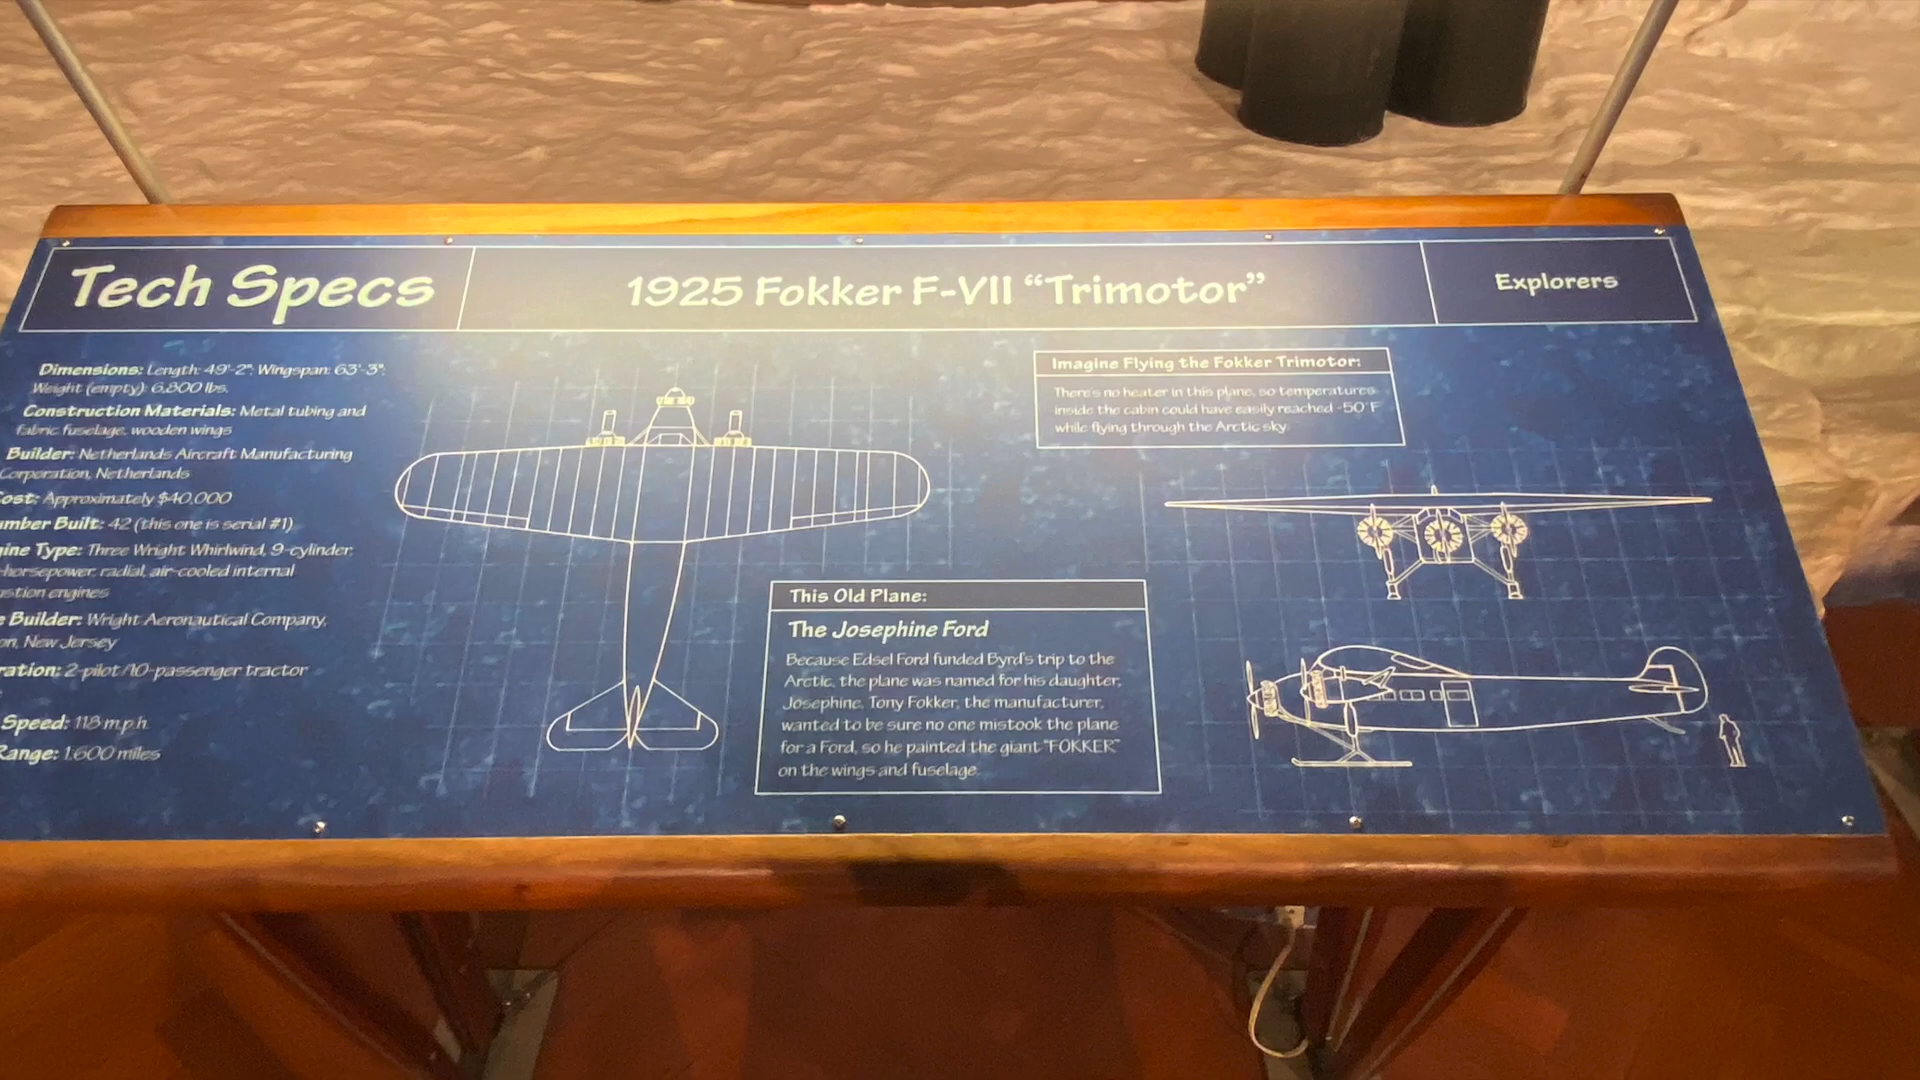 Tech Specs
1925 Fokker F-VII “Trimotor”
Explorers
Dimensions: Length: 49'-2"; Wingspan: 63'-3";
Weight (empty): 6,800 lbs.
Construction Materials: Metal tubing and
fabric fuselage, wooden wings
Builder: Netherlands Aircraft Manufacturing
Corporation, Netherlands
Cost: Approximately $40,000
Built: 42 (this one is serial #1)
Type: Three Wright Whirlwind, 9-cylinder,
horsepower, radial, air-cooled internal
engines
Builder: Wright Aeronautical Company,
New Jersey
2-pilot/10-passenger tractor
Speed: 118 m.p.h.
Range: 1,600 miles
Imagine Flying the Fokker Trimotor:
There's no heater in this plane, so temperatures
inside the cabin could have easily reached -50°F
while flying through the Arctic sky.
This Old Plane:
The Josephine Ford
Because Edsel Ford funded Byrd's trip to the
Arctic, the plane was named for his daughter,
Josephine. Tony Fokker, the manufacturer,
wanted to be sure no one mistook the plane
for a Ford, so he painted the giant "FOKKER"
on the wings and fuselage.